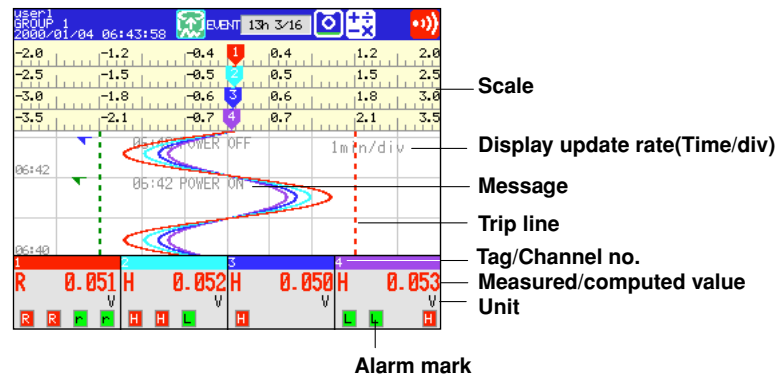 user1
GROUP 1
2000/01/04 06:43:58
EVENT 13h 3/16
-2.0 -1.2 -0.4 1 0.4 1.2 2.0
-2.5 -1.5 -0.5 2 0.5 1.5 2.5
-3.0 -1.8 -0.6 3 0.6 1.8 3.0
-3.5 -2.1 -0.7 4 0.7 2.1 3.5
Scale
POWER OFF
1min/div
Display update rate(Time/div)
06:42
06:42 POWER ON
Message
Trip line
06:40
1 2 3 4
Tag/Channel no.
R 0.051 H 0.052 H 0.050 H 0.053
Measured/computed value
V V V V
Unit
R R r r H H L H L L H
Alarm mark